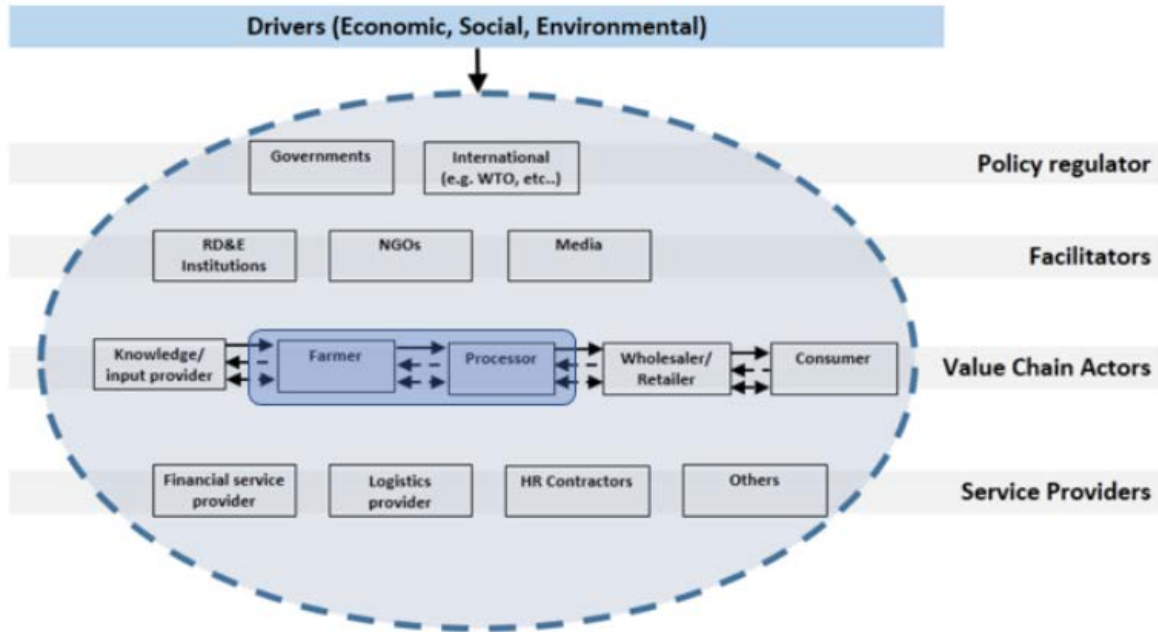 Drivers (Economic, Social, Environmental)
Governments
International
(e.g. WTO, etc..)
Policy regulator
RD&E
Institutions
NGOs
Media
Facilitators
Knowledge/
input provider
Farmer
Processor
Wholesaler/
Retailer
Consumer
Value Chain Actors
Financial service
provider
Logistics
provider
HR Contractors
Others
Service Providers